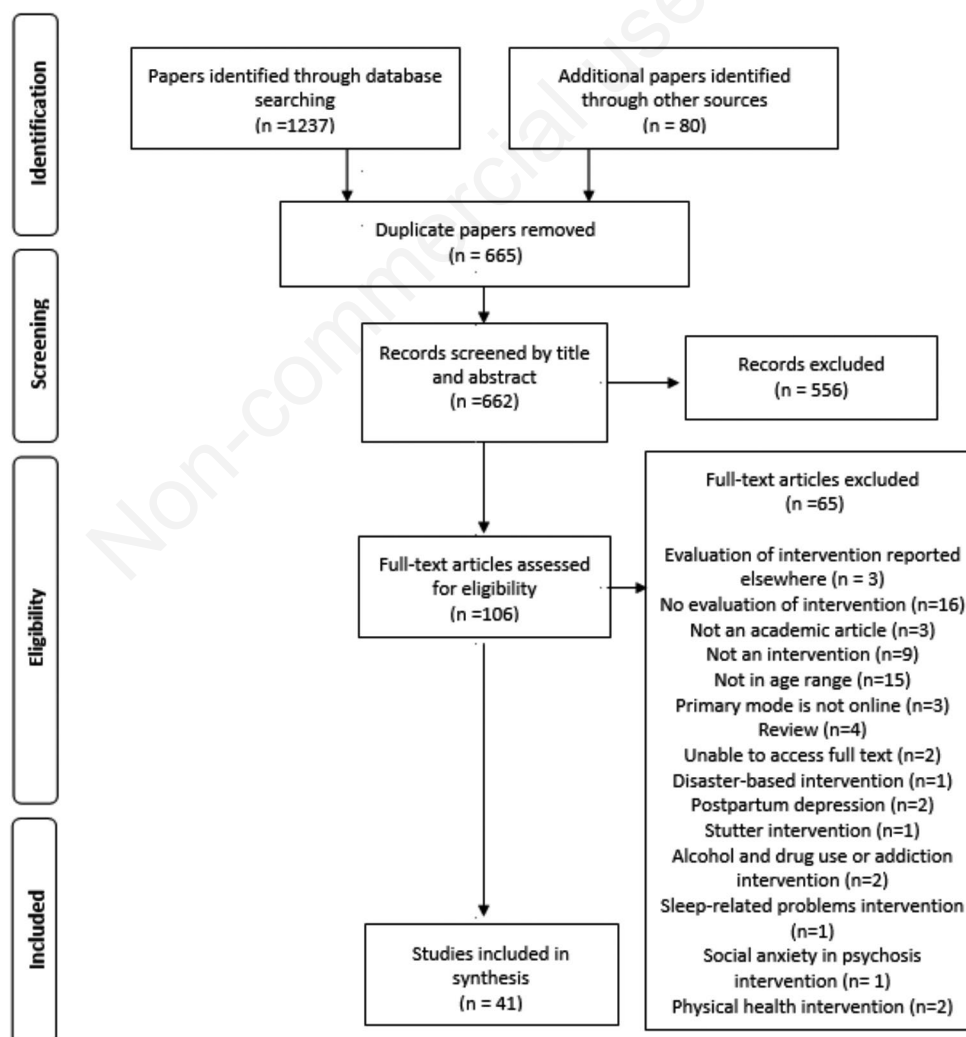 Identification
Papers identified through database
searching
(n =1237)
Additional papers identified
through other sources
(n = 80)
Duplicate papers removed
(n = 665)
Screening
Records screened by title
and abstract
(n =662)
Records excluded
(n = 556)
Eligibility
Full-text articles assessed
for eligibility
(n =106)
Full-text articles excluded
(n =65)
Evaluation of intervention reported
elsewhere (n = 3)
No evaluation of intervention (n=16)
Not an academic article (n=3)
Not an intervention (n=9)
Not in age range (n=15)
Primary mode is not online (n=3)
Review (n=4)
Unable to access full text (n=2)
Disaster-based intervention (n=1)
Postpartum depression (n=2)
Stutter intervention (n=1)
Alcohol and drug use or addiction
intervention (n=2)
Sleep-related problems intervention
(n=1)
Social anxiety in psychosis
intervention (n= 1)
Physical health intervention (n=2)
Included
Studies included in
synthesis
(n = 41)
Non-commercial use